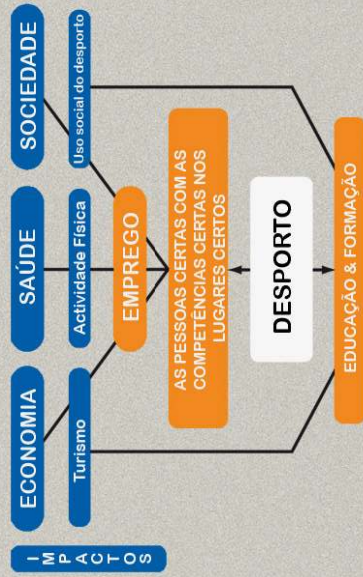 IMPACTOS
ECONOMIA
SAÚDE
SOCIEDADE
Turismo
Actividade Física
Uso social do desporto
EMPREGO
AS PESSOAS CERTAS COM AS
COMPETÊNCIAS CERTAS NOS
LUGARES CERTOS
DESPORTO
EDUCAÇÃO & FORMAÇÃO